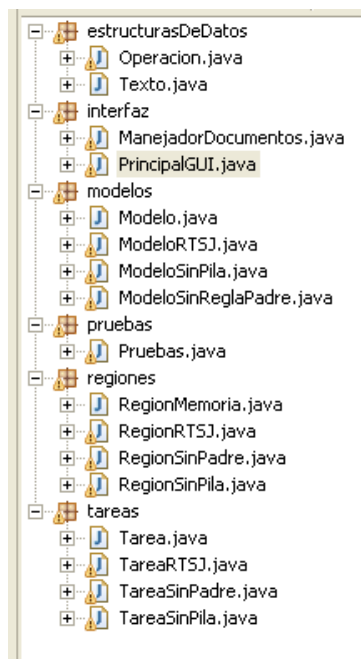 estructurasDeDatos
Operacion.java
Texto.java
interfaz
ManejadorDocumentos.java
PrincipalGUI.java
modelos
Modelo.java
ModeloRTSJ.java
ModeloSinPila.java
ModeloSinReglaPadre.java
pruebas
Pruebas.java
regiones
RegionMemoria.java
RegionRTSJ.java
RegionSinPadre.java
RegionSinPila.java
tareas
Tarea.java
TareaRTSJ.java
TareaSinPadre.java
TareaSinPila.java